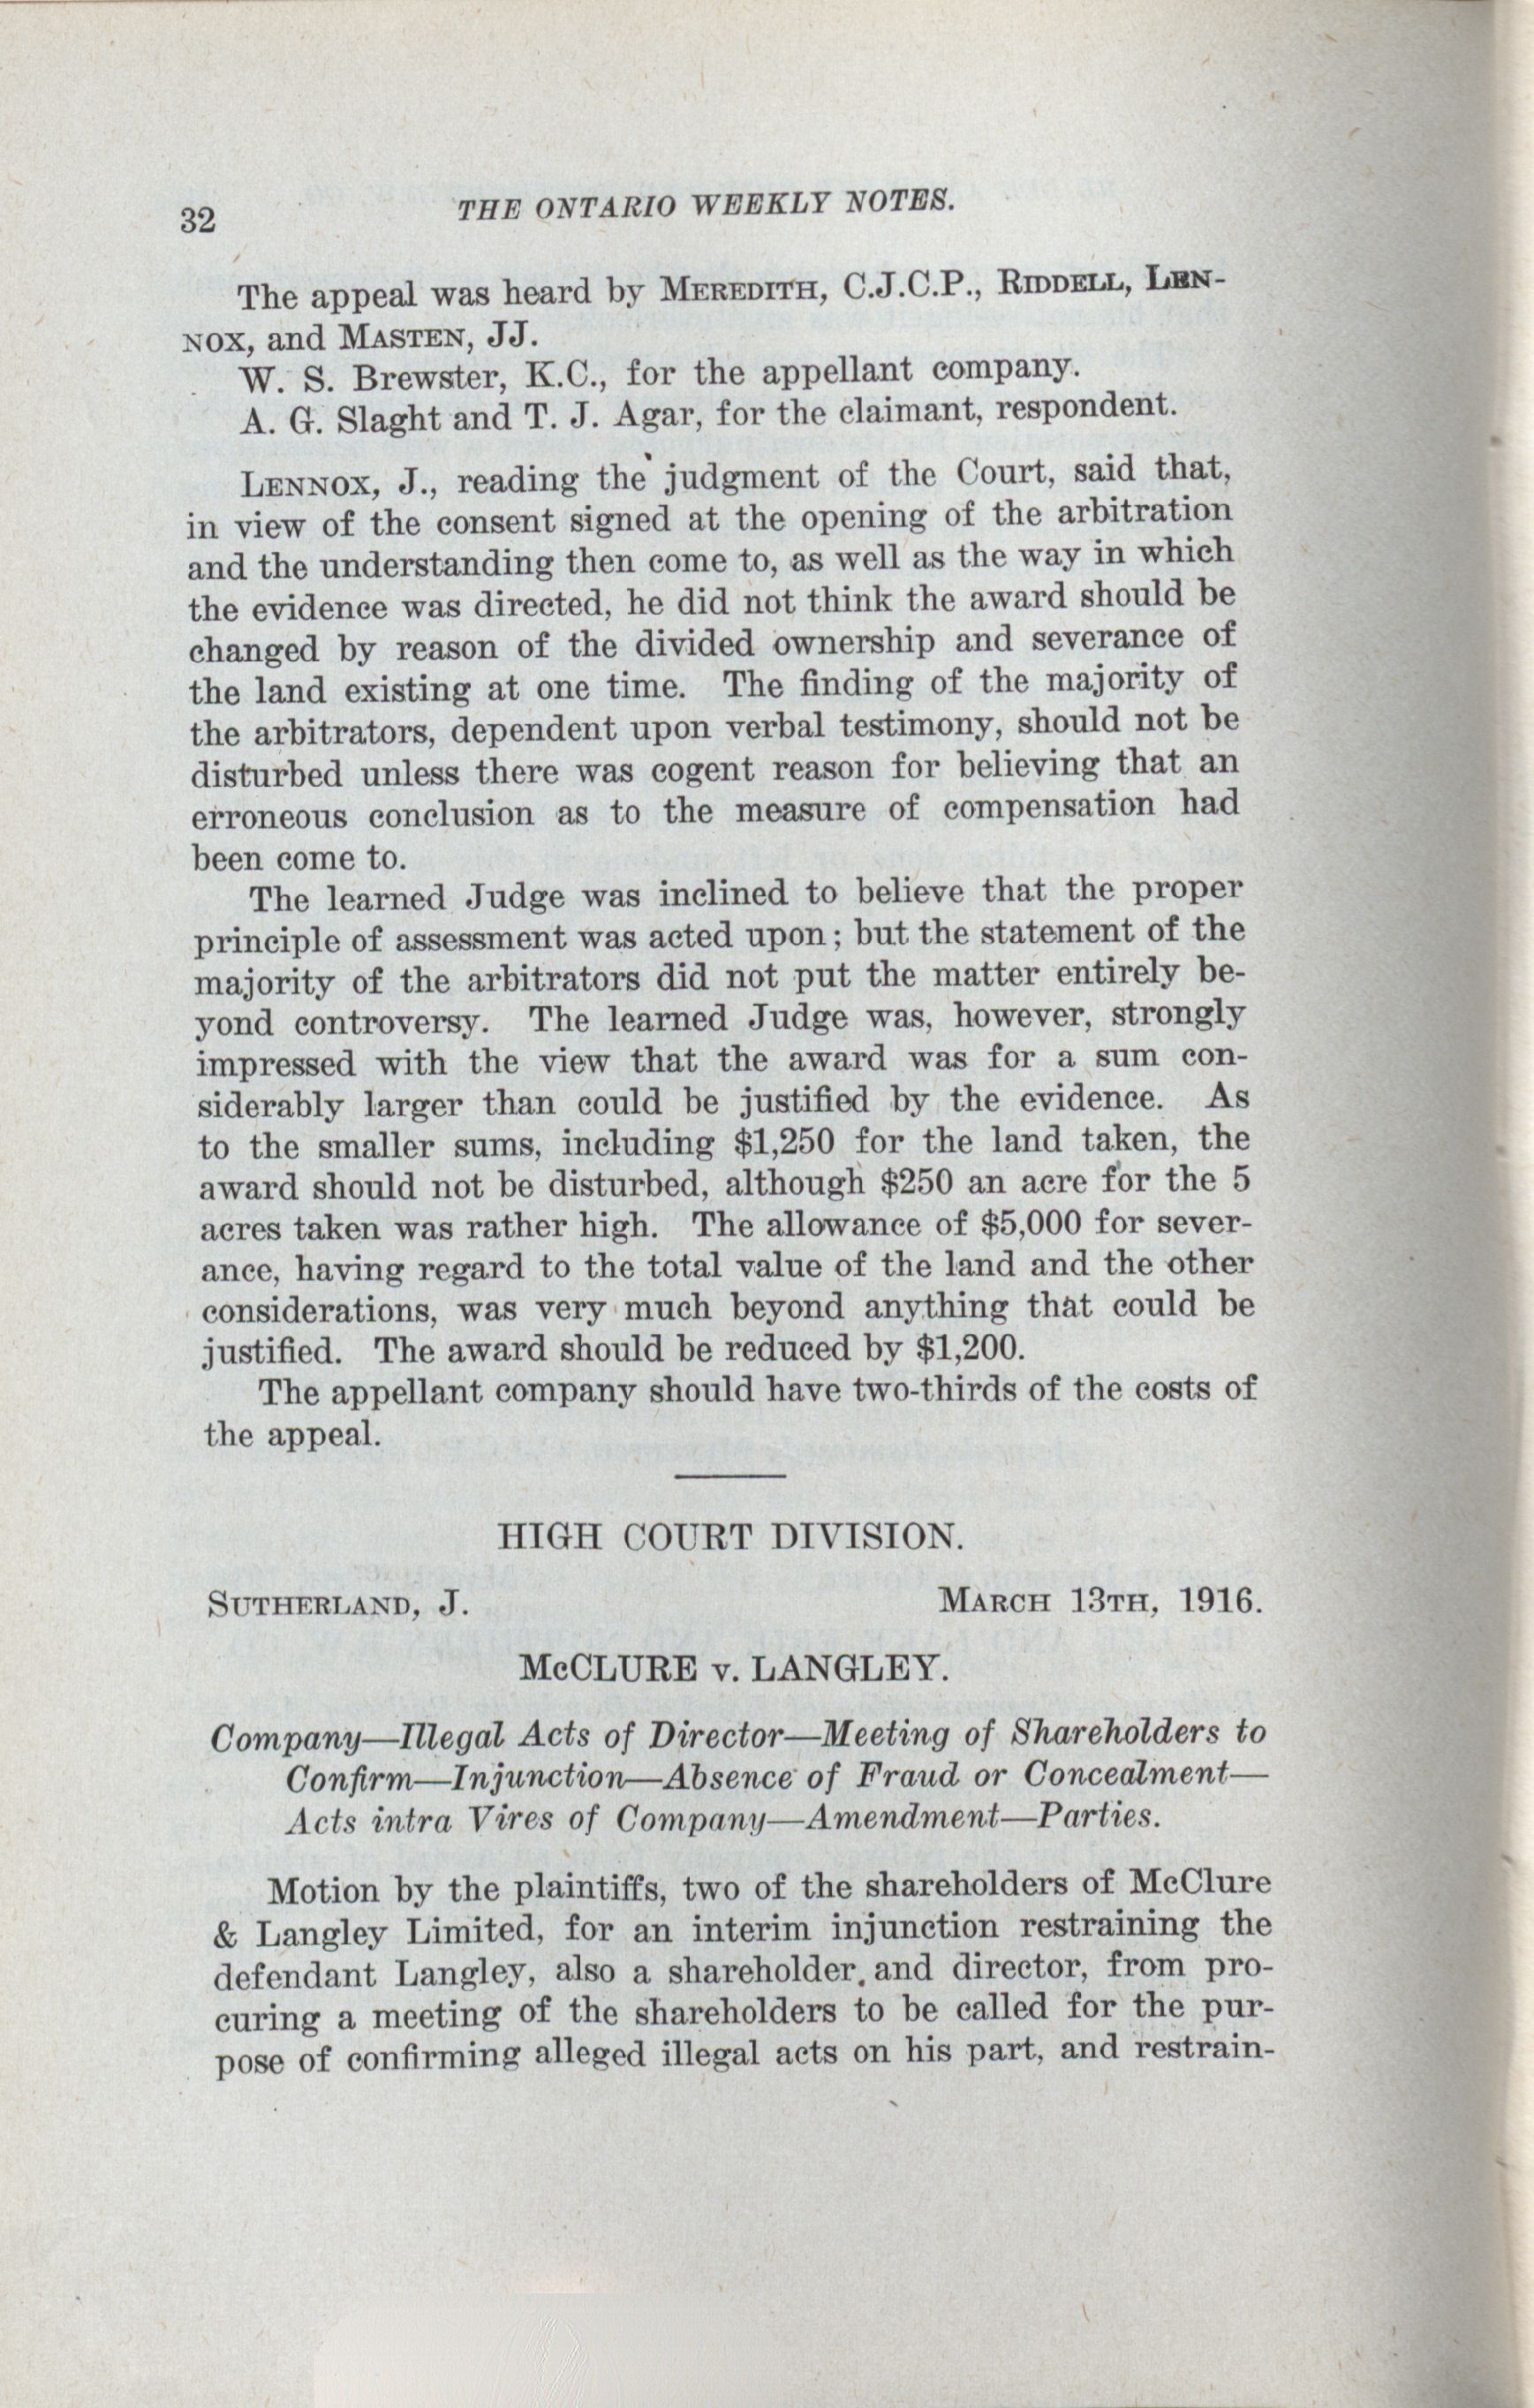 32
THE ONTARIO WEEKLY NOTES.
The appeal was heard by MEREDITH, C.J.C.P., RIDDELL, LEN-
NOX, and MASTEN, JJ.
W. S. Brewster, K.C., for the appellant company.
A. G. Slaght and T. J. Agar, for the claimant, respondent.
LENNOX, J., reading the judgment of the Court, said that,
in view of the consent signed at the opening of the arbitration
and the understanding then come to, as well as the way in which
the evidence was directed, he did not think the award should be
changed by reason of the divided ownership and severance of
the land existing at one time. The finding of the majority of
the arbitrators, dependent upon verbal testimony, should not be
disturbed unless there was cogent reason for believing that an
erroneous conclusion as to the measure of compensation had
been come to.
The learned Judge was inclined to believe that the proper
principle of assessment was acted upon; but the statement of the
majority of the arbitrators did not put the matter entirely be-
yond controversy. The learned Judge was, however, strongly
impressed with the view that the award was for a sum con-
siderably larger than could be justified by the evidence. As
to the smaller sums, including $1,250 for the land taken, the
award should not be disturbed, although $250 an acre for the 5
acres taken was rather high. The allowance of $5,000 for sever-
ance, having regard to the total value of the land and the other
considerations, was very much beyond anything that could be
justified. The award should be reduced by $1,200.
The appellant company should have two-thirds of the costs of
the appeal.
HIGH COURT DIVISION.
SUTHERLAND, J. MARCH 13TH, 1916.
McCLURE v. LANGLEY.
Company—Illegal Acts of Director—Meeting of Shareholders to
Confirm—Injunction—Absence of Fraud or Concealment—
Acts intra Vires of Company—Amendment—Parties.
Motion by the plaintiffs, two of the shareholders of McClure
& Langley Limited, for an interim injunction restraining the
defendant Langley, also a shareholder and director, from pro-
curing a meeting of the shareholders to be called for the pur-
pose of confirming alleged illegal acts on his part, and restrain-